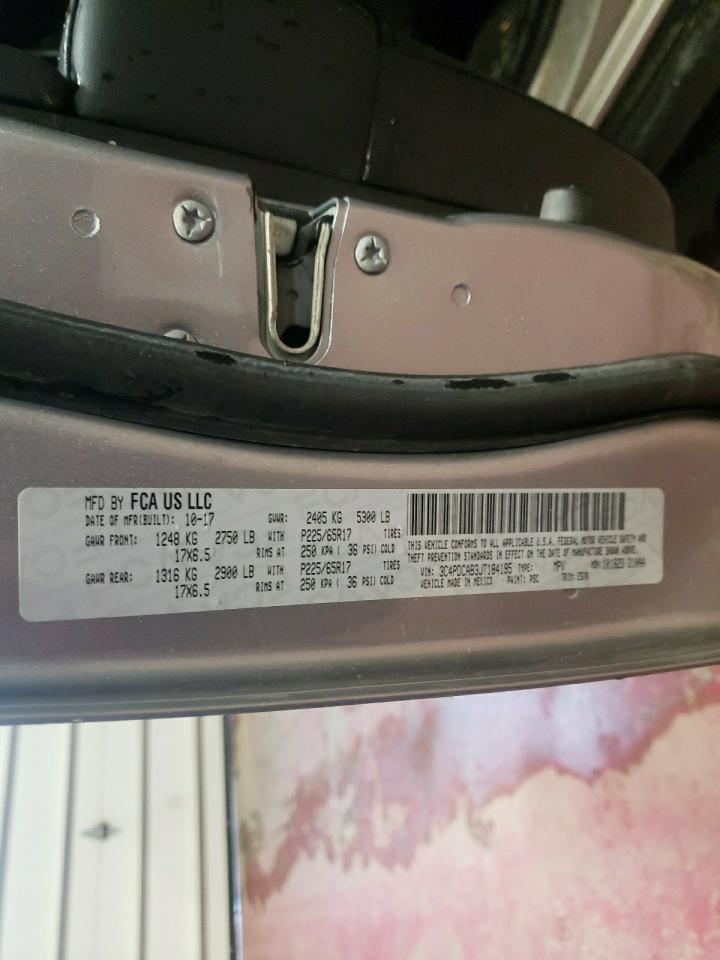 MFD BY FCA US LLC
DATE OF MFR(BUILT): 10-17 GVWR: 2405 KG 5300 LB
GAWR FRONT: 1248 KG 2750 LB WITH P225/65R17 TIRES
17X6.5 RIMS AT 250 KPA ( 36 PSI) COLD
GAWR REAR: 1316 KG 2900 LB WITH P225/65R17 TIRES
17X6.5 RIMS AT 250 KPA ( 36 PSI) COLD
THIS VEHICLE CONFORMS TO ALL APPLICABLE U.S.A. FEDERAL MOTOR VEHICLE SAFETY AND
THEFT PREVENTION STANDARDS IN EFFECT ON THE DATE OF MANUFACTURE SHOWN ABOVE.
VIN: 3C4PDCAB3JT184195 TYPE: MPV MDH:
VEHICLE MADE IN MEXICO PAINT: PSC TRIM: